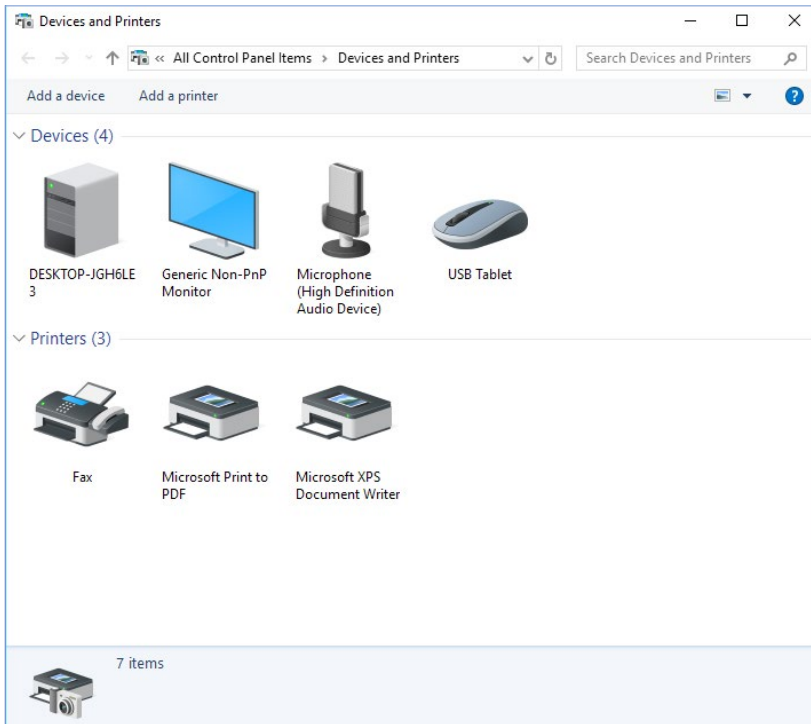 Devices and Printers
« All Control Panel Items › Devices and Printers
Search Devices and Printers
Add a device Add a printer
?
Devices (4)
DESKTOP-JGH6LE
3
Generic Non-PnP
Monitor
Microphone
(High Definition
Audio Device)
USB Tablet
Printers (3)
Fax
Microsoft Print to
PDF
Microsoft XPS
Document Writer
7 items